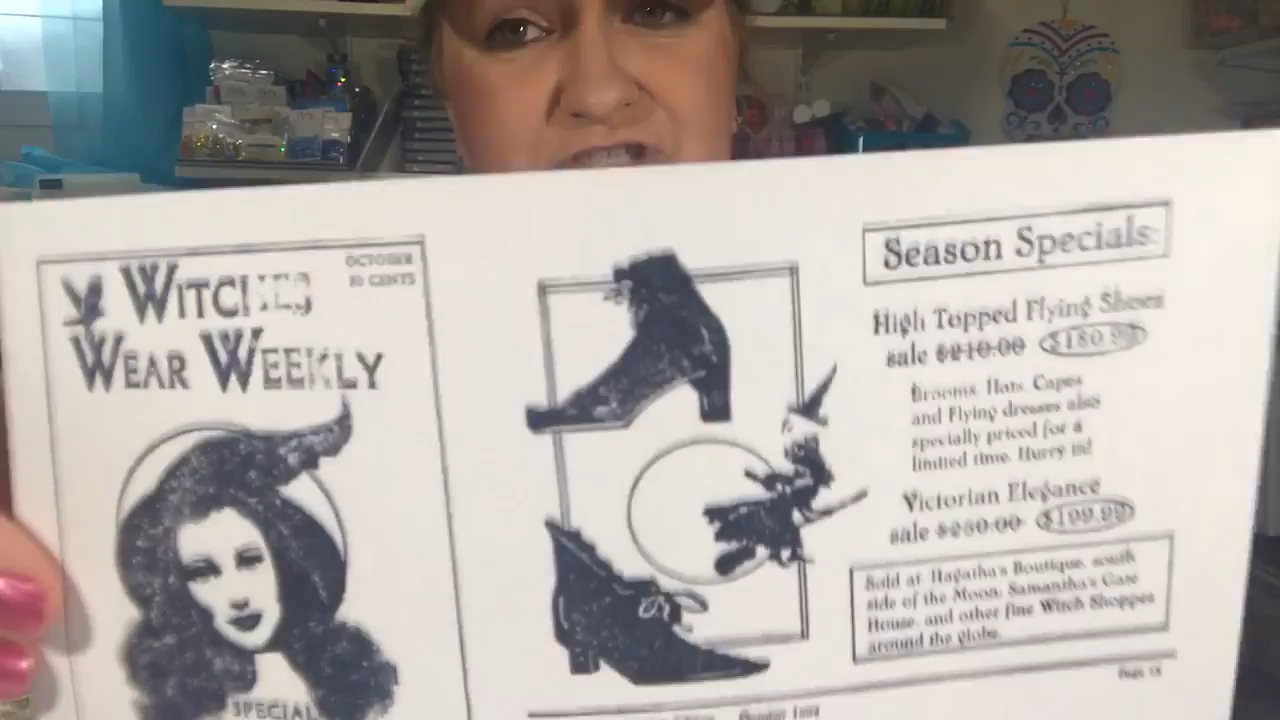 OCTOBER
10 CENTS
WITCHES
WEAR WEEKLY
SPECIAL
Season Specials
High Topped Flying Shoes
sale $210.00 $180.99
Brooms, Hats, Capes
and Flying dresses also
specially priced for a
limited time. Hurry in!
Victorian Elegance
sale $250.00 $199.99
Sold at Hagatha's Boutique, south
side of the Moon; Samantha's
House, and other fine Witch Shoppes
around the globe.
Page
October